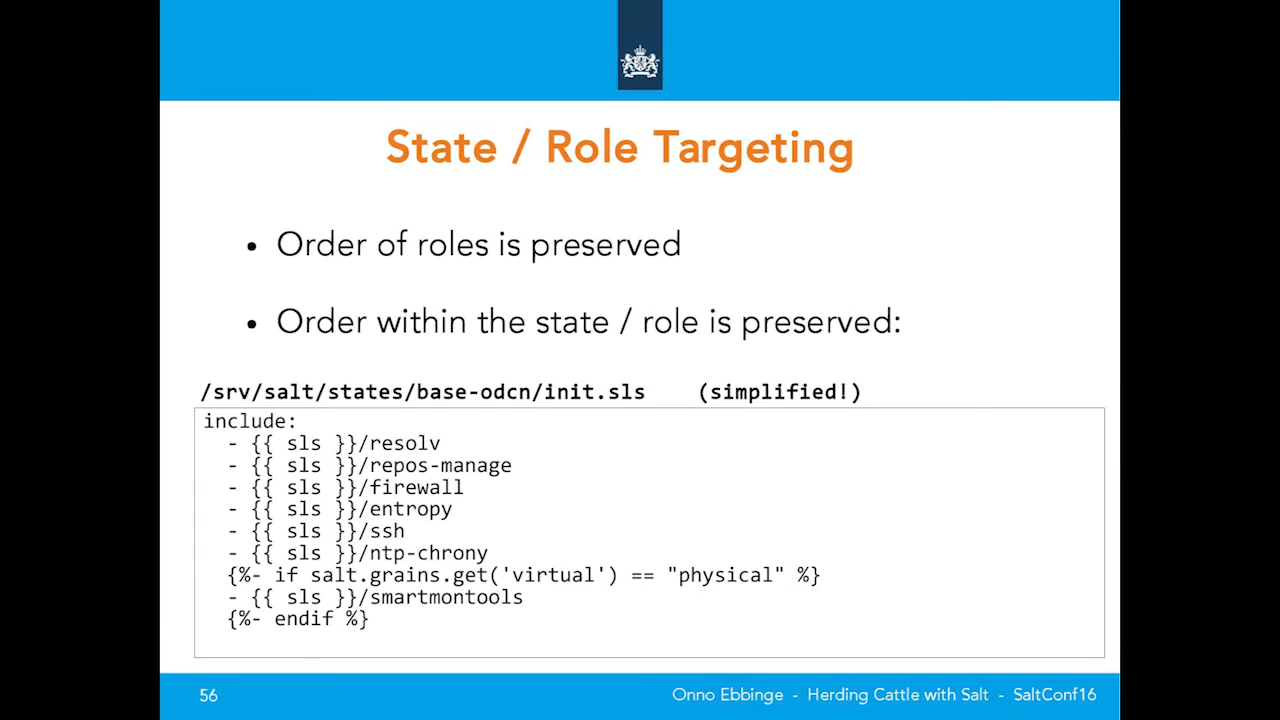 State / Role Targeting
• Order of roles is preserved
• Order within the state / role is preserved:
/srv/salt/states/base-odcn/init.sls    (simplified!)
include:
  - {{ sls }}/resolv
  - {{ sls }}/repos-manage
  - {{ sls }}/firewall
  - {{ sls }}/entropy
  - {{ sls }}/ssh
  - {{ sls }}/ntp-chrony
  {%- if salt.grains.get('virtual') == "physical" %}
  - {{ sls }}/smartmontools
  {%- endif %}
56
Onno Ebbinge - Herding Cattle with Salt - SaltConf16